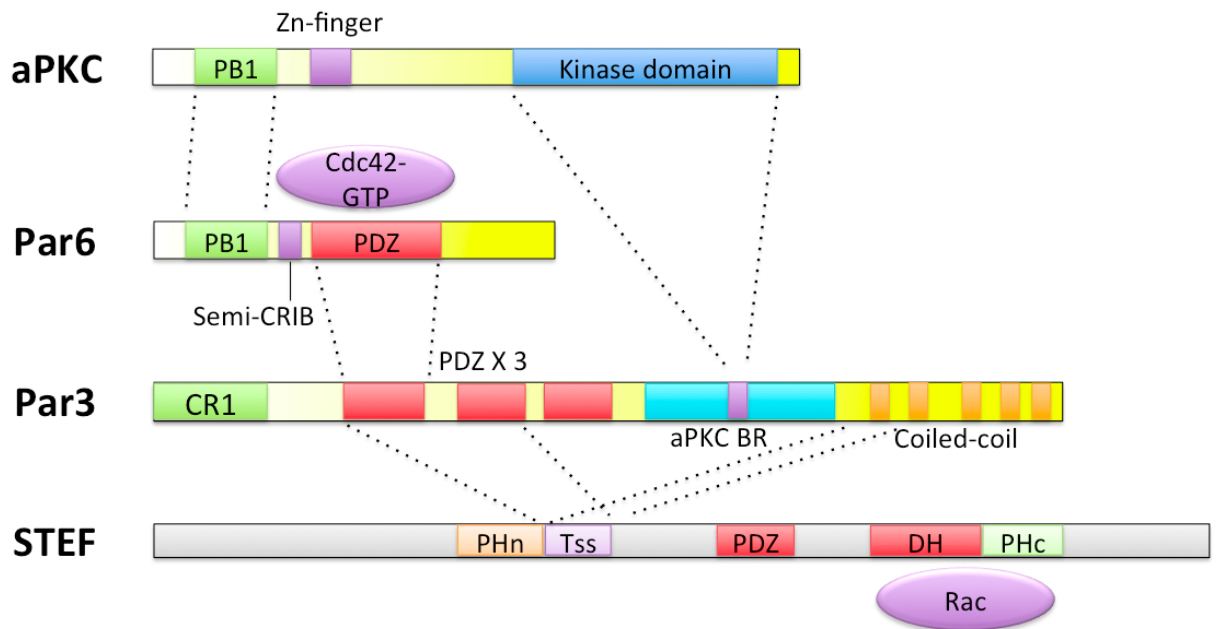 Zn-finger
aPKC
PB1
Kinase domain
Cdc42-
GTP
Par6
PB1
PDZ
Semi-CRIB
PDZ X 3
Par3
CR1
aPKC BR
Coiled-coil
STEF
PHn
Tss
PDZ
DH
PHc
Rac